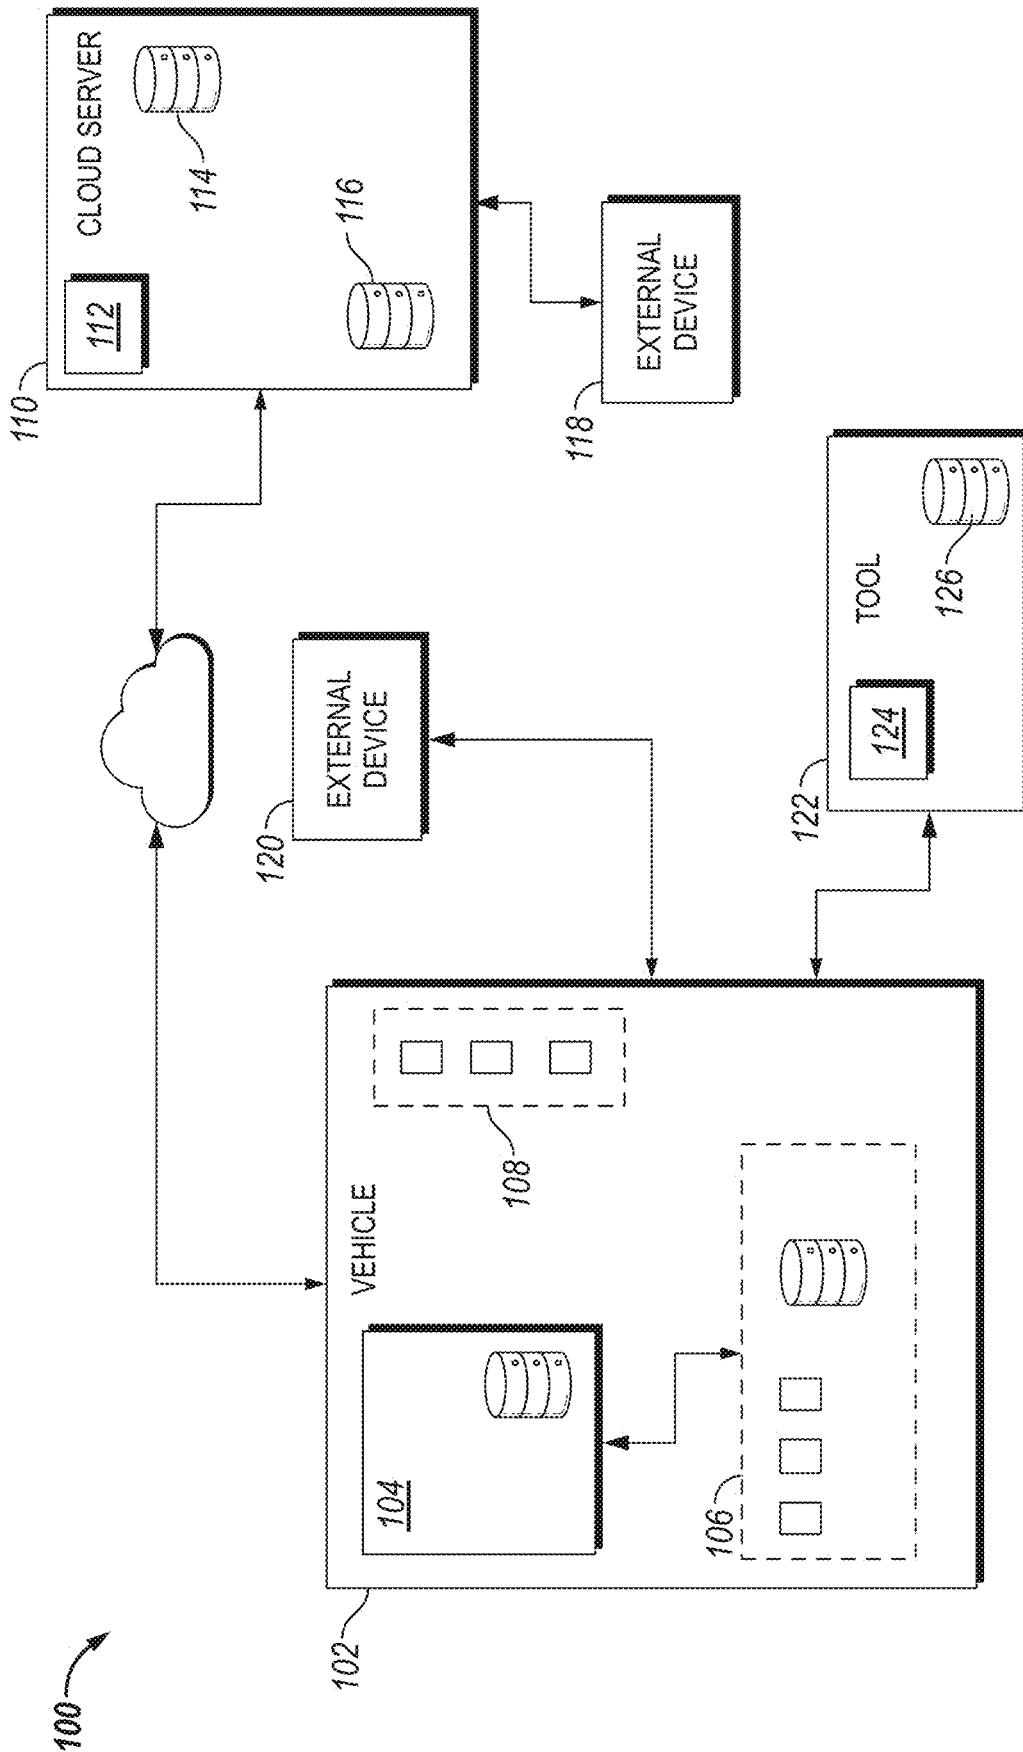 100
102
VEHICLE
104
106
108
110
CLOUD SERVER
112
114
116
EXTERNAL
DEVICE
118
EXTERNAL
DEVICE
120
TOOL
122
124
126